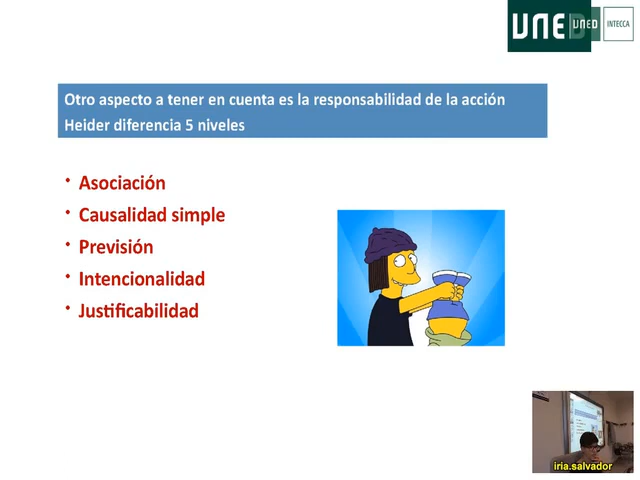 UNED
UNED
INTECCA
Otro aspecto a tener en cuenta es la responsabilidad de la acción
Heider diferencia 5 niveles
• Asociación
• Causalidad simple
• Previsión
• Intencionalidad
• Justificabilidad
iria.salvador